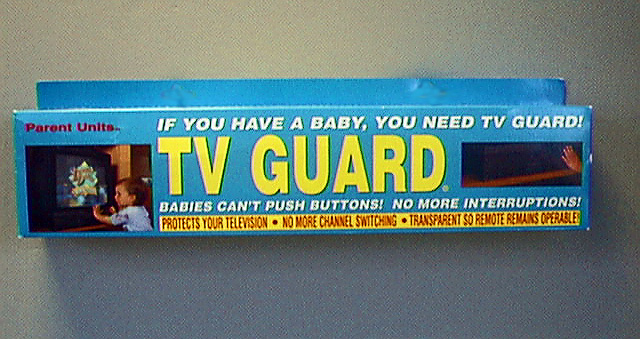 Parent Units™
IF YOU HAVE A BABY, YOU NEED TV GUARD!
TV GUARD®
BABIES CAN'T PUSH BUTTONS! NO MORE INTERRUPTIONS!
PROTECTS YOUR TELEVISION • NO MORE CHANNEL SWITCHING • TRANSPARENT SO REMOTE REMAINS OPERABLE!